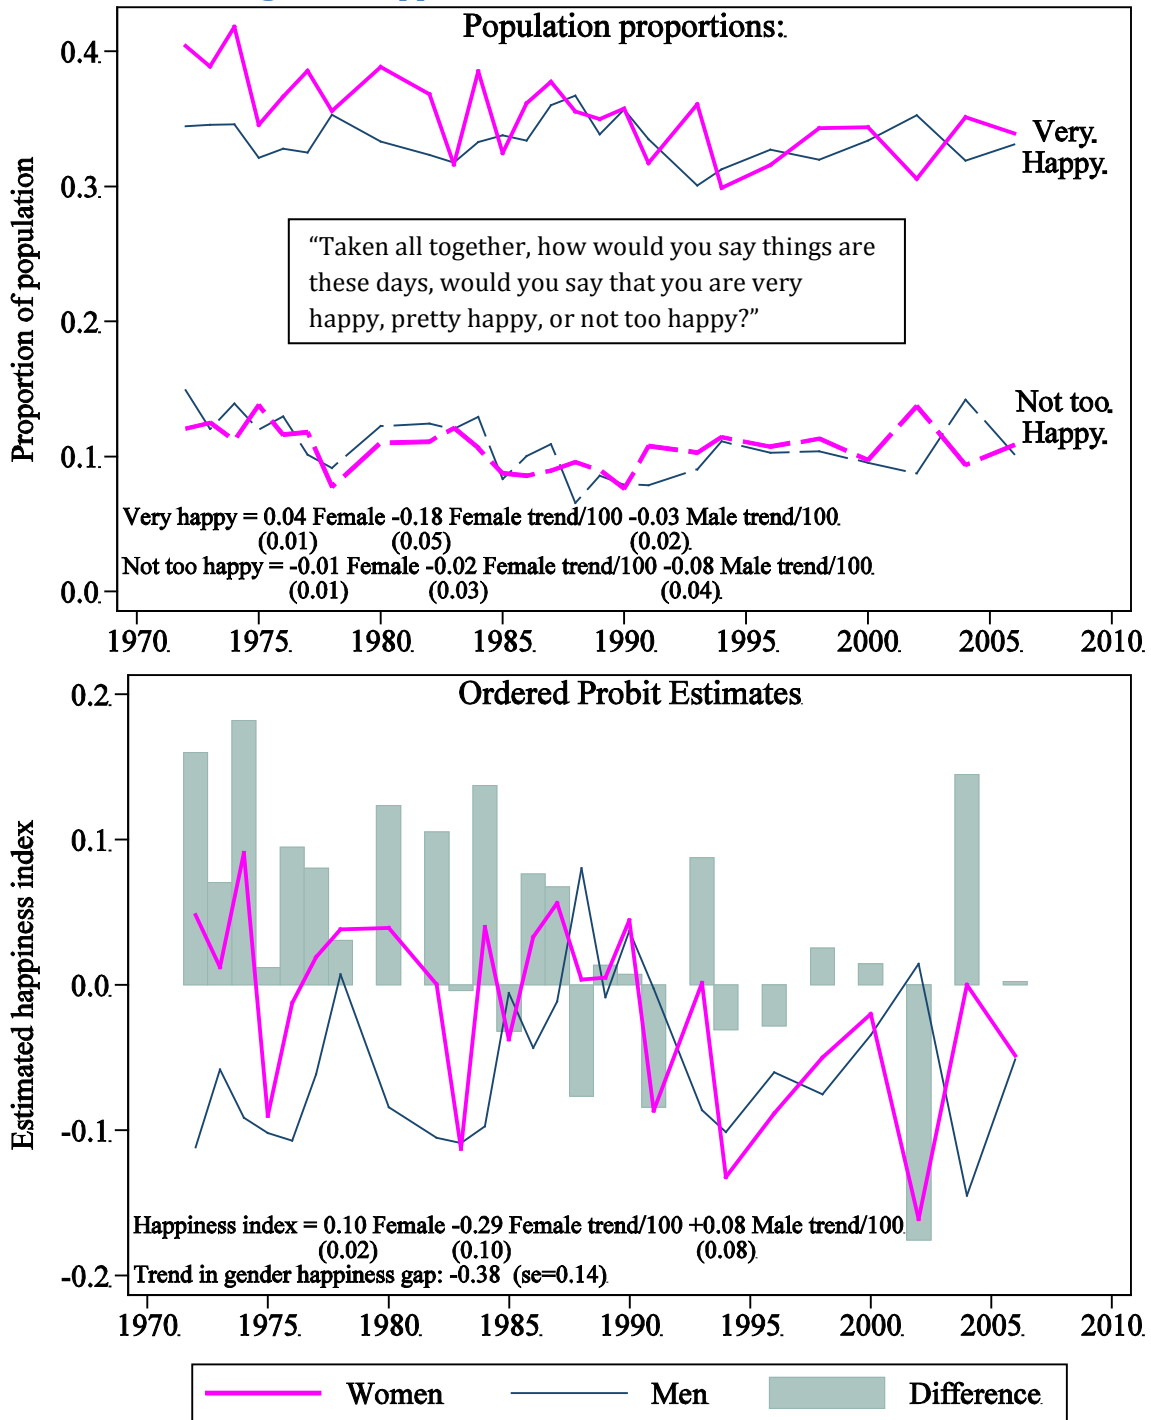 Population proportions:.
0.4.
0.3.
0.2.
0.1.
0.0.
Proportion of population
Very.
Happy.
“Taken all together, how would you say things are
these days, would you say that you are very
happy, pretty happy, or not too happy?”
Not too.
Happy.
Very happy = 0.04 Female -0.18 Female trend/100 -0.03 Male trend/100.
(0.01) (0.05) (0.02).
Not too happy = -0.01 Female -0.02 Female trend/100 -0.08 Male trend/100.
(0.01) (0.03) (0.04).
1970. 1975. 1980. 1985. 1990. 1995. 2000. 2005. 2010.
Ordered Probit Estimates.
0.2.
0.1.
0.0.
-0.1.
-0.2.
Estimated happiness index
Happiness index = 0.10 Female -0.29 Female trend/100 +0.08 Male trend/100.
(0.02) (0.10) (0.08).
Trend in gender happiness gap: -0.38 (se=0.14).
1970. 1975. 1980. 1985. 1990. 1995. 2000. 2005. 2010.
Women Men Difference.